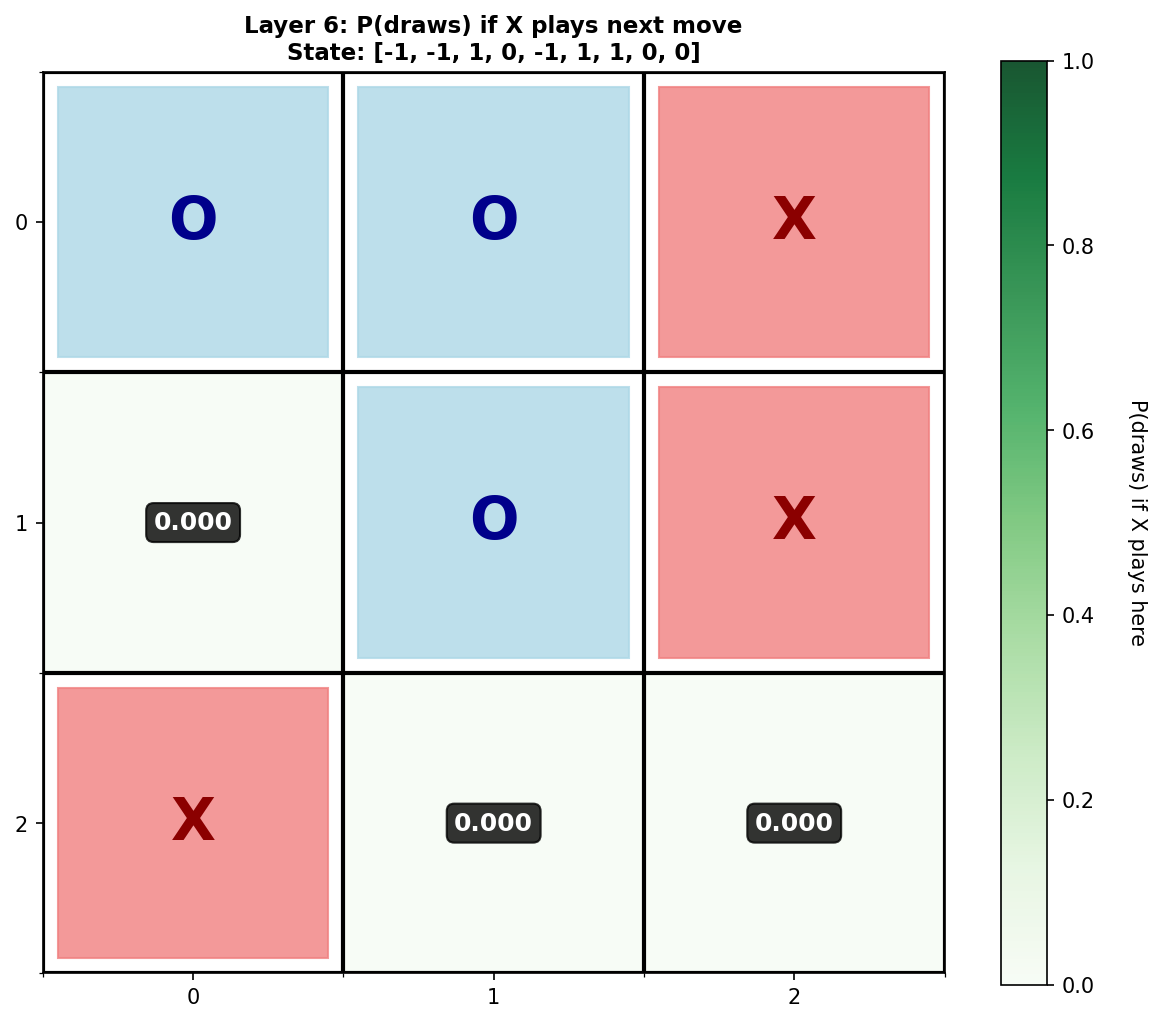 Layer 6: P(draws) if X plays next move
State: [-1, -1, 1, 0, -1, 1, 1, 0, 0]
0
O
O
X
1
0.000
O
X
2
X
0.000
0.000
0
1
2
1.0
0.8
0.6
0.4
0.2
0.0
P(draws) if X plays here